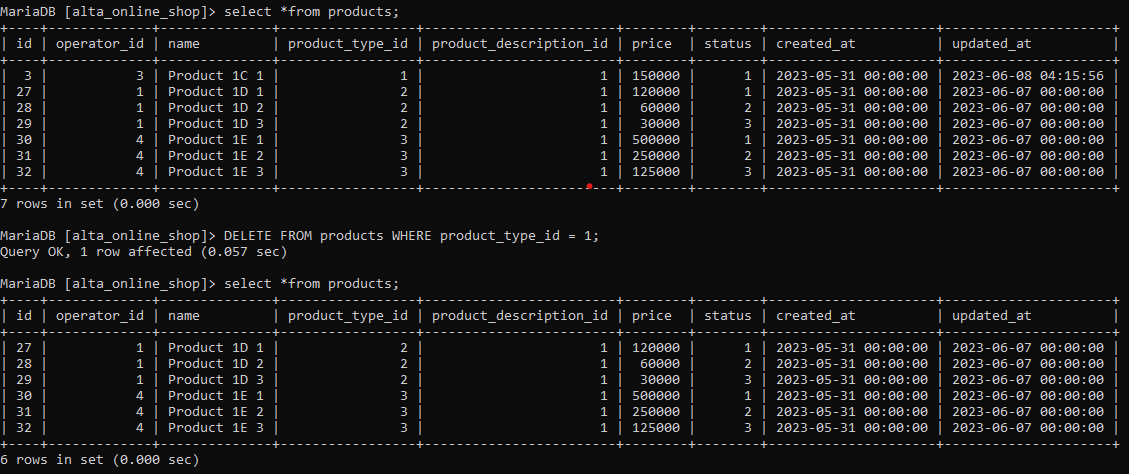 MariaDB [alta_online_shop]> select *from products;
+----+-------------+--------------+-----------------+------------------------+--------+--------+---------------------+---------------------+
| id | operator_id | name         | product_type_id | product_description_id | price  | status | created_at          | updated_at          |
+----+-------------+--------------+-----------------+------------------------+--------+--------+---------------------+---------------------+
|  3 |           3 | Product 1C 1 |               1 |                      1 | 150000 |      1 | 2023-05-31 00:00:00 | 2023-06-08 04:15:56 |
| 27 |           1 | Product 1D 1 |               2 |                      1 | 120000 |      1 | 2023-05-31 00:00:00 | 2023-06-07 00:00:00 |
| 28 |           1 | Product 1D 2 |               2 |                      1 |  60000 |      2 | 2023-05-31 00:00:00 | 2023-06-07 00:00:00 |
| 29 |           1 | Product 1D 3 |               2 |                      1 |  30000 |      3 | 2023-05-31 00:00:00 | 2023-06-07 00:00:00 |
| 30 |           4 | Product 1E 1 |               3 |                      1 | 500000 |      1 | 2023-05-31 00:00:00 | 2023-06-07 00:00:00 |
| 31 |           4 | Product 1E 2 |               3 |                      1 | 250000 |      2 | 2023-05-31 00:00:00 | 2023-06-07 00:00:00 |
| 32 |           4 | Product 1E 3 |               3 |                      1 | 125000 |      3 | 2023-05-31 00:00:00 | 2023-06-07 00:00:00 |
+----+-------------+--------------+-----------------+------------------------+--------+--------+---------------------+---------------------+
7 rows in set (0.000 sec)
MariaDB [alta_online_shop]> DELETE FROM products WHERE product_type_id = 1;
Query OK, 1 row affected (0.057 sec)
MariaDB [alta_online_shop]> select *from products;
+----+-------------+--------------+-----------------+------------------------+--------+--------+---------------------+---------------------+
| id | operator_id | name         | product_type_id | product_description_id | price  | status | created_at          | updated_at          |
+----+-------------+--------------+-----------------+------------------------+--------+--------+---------------------+---------------------+
| 27 |           1 | Product 1D 1 |               2 |                      1 | 120000 |      1 | 2023-05-31 00:00:00 | 2023-06-07 00:00:00 |
| 28 |           1 | Product 1D 2 |               2 |                      1 |  60000 |      2 | 2023-05-31 00:00:00 | 2023-06-07 00:00:00 |
| 29 |           1 | Product 1D 3 |               2 |                      1 |  30000 |      3 | 2023-05-31 00:00:00 | 2023-06-07 00:00:00 |
| 30 |           4 | Product 1E 1 |               3 |                      1 | 500000 |      1 | 2023-05-31 00:00:00 | 2023-06-07 00:00:00 |
| 31 |           4 | Product 1E 2 |               3 |                      1 | 250000 |      2 | 2023-05-31 00:00:00 | 2023-06-07 00:00:00 |
| 32 |           4 | Product 1E 3 |               3 |                      1 | 125000 |      3 | 2023-05-31 00:00:00 | 2023-06-07 00:00:00 |
+----+-------------+--------------+-----------------+------------------------+--------+--------+---------------------+---------------------+
6 rows in set (0.000 sec)